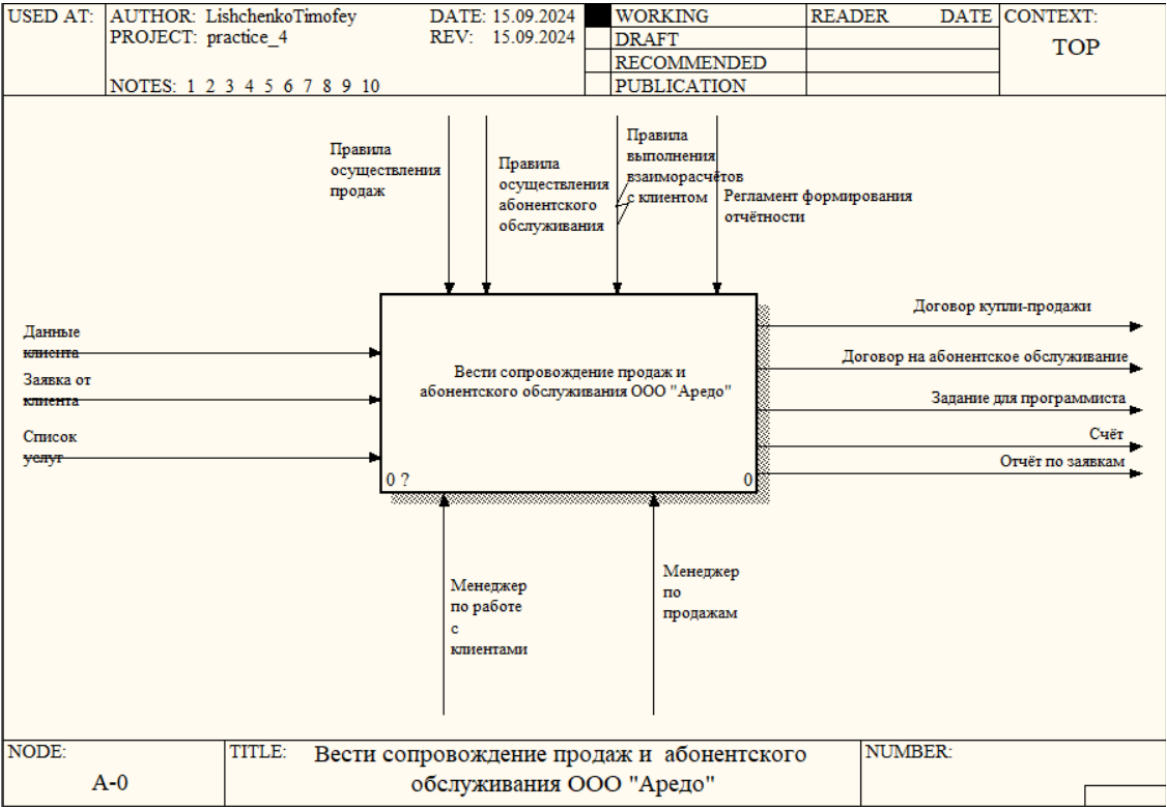 USED AT:
AUTHOR: LishchenkoTimofey
DATE: 15.09.2024
PROJECT: practice_4
REV: 15.09.2024
NOTES: 1 2 3 4 5 6 7 8 9 10
WORKING
DRAFT
RECOMMENDED
PUBLICATION
READER
DATE
CONTEXT:
TOP
Правила
осуществления
продаж
Правила
осуществления
абонентского
обслуживания
Правила
выполнения
взаиморасчётов
с клиентом
Регламент формирования
отчётности
Данные
клиента
Заявка от
клиента
Список
услуг
Вести сопровождение продаж и
абонентского обслуживания ООО "Аредо"
0 ?
0
Договор купли-продажи
Договор на абонентское обслуживание
Задание для программиста
Счёт
Отчёт по заявкам
Менеджер
по работе
с
клиентами
Менеджер
по
продажам
NODE:
A-0
TITLE:
Вести сопровождение продаж и абонентского
обслуживания ООО "Аредо"
NUMBER: